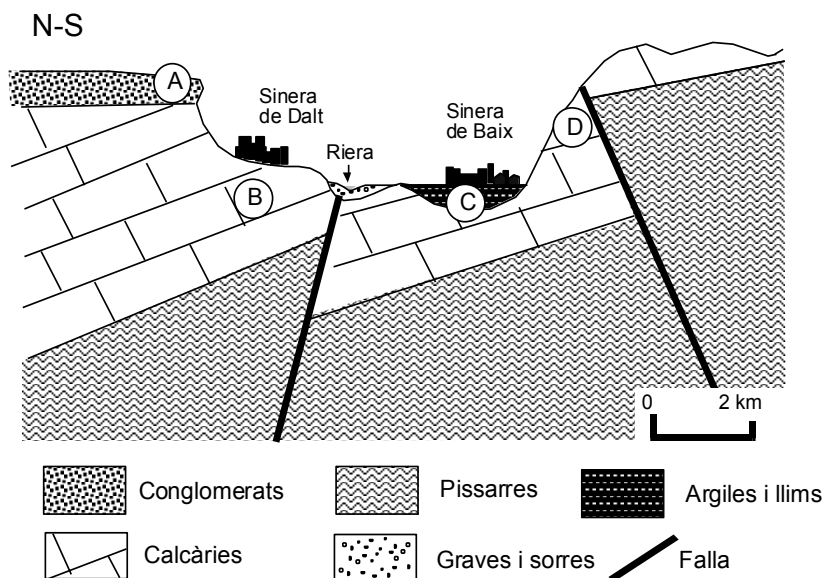 N-S
A
Sinera
de Dalt
Riera
Sinera
de Baix
D
B
C
0 2 km
Conglomerats
Pissarres
Argiles i llims
Calcàries
Graves i sorres
Falla